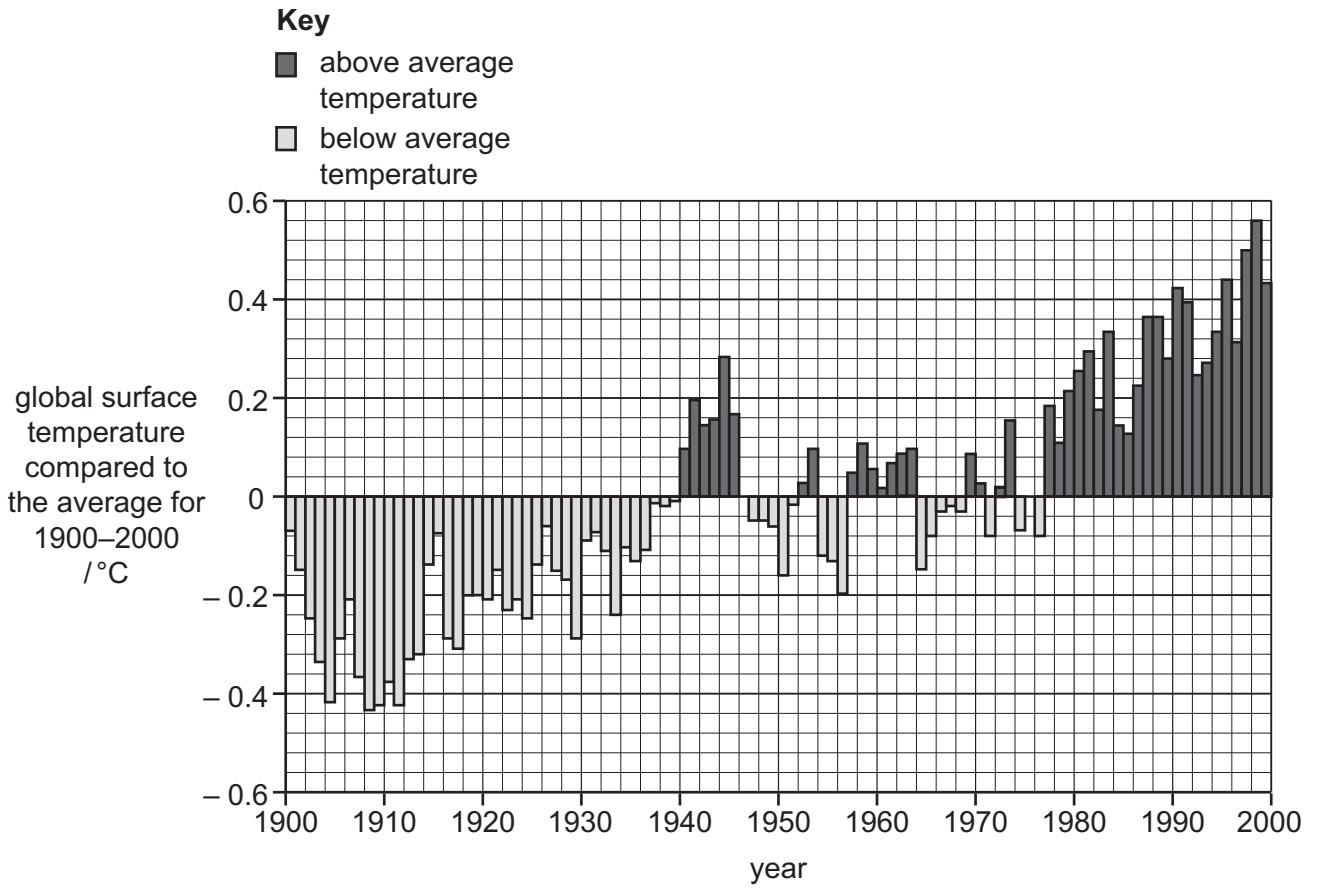 Key
above average
temperature
below average
temperature
0.6
0.4
0.2
0
– 0.2
– 0.4
– 0.6
global surface
temperature
compared to
the average for
1900–2000
/ °C
1900 1910 1920 1930 1940 1950 1960 1970 1980 1990 2000
year